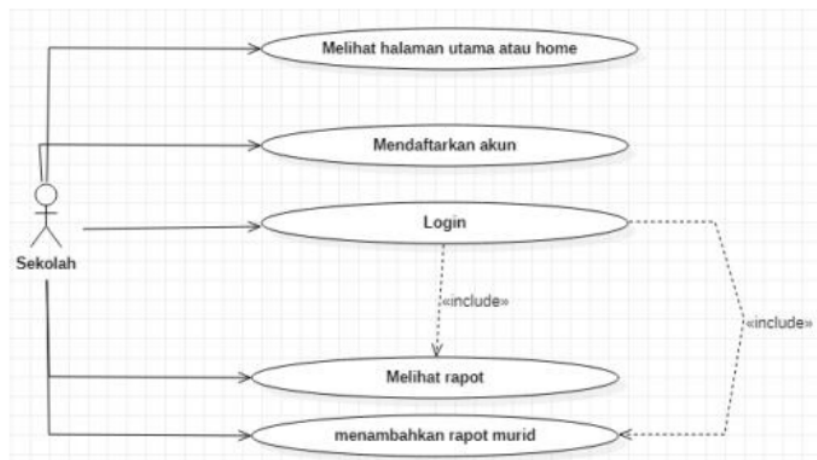 Melihat halaman utama atau home
Mendaftarkan akun
Login
Sekolah
«include»
«include»
Melihat rapot
menambahkan rapot murid